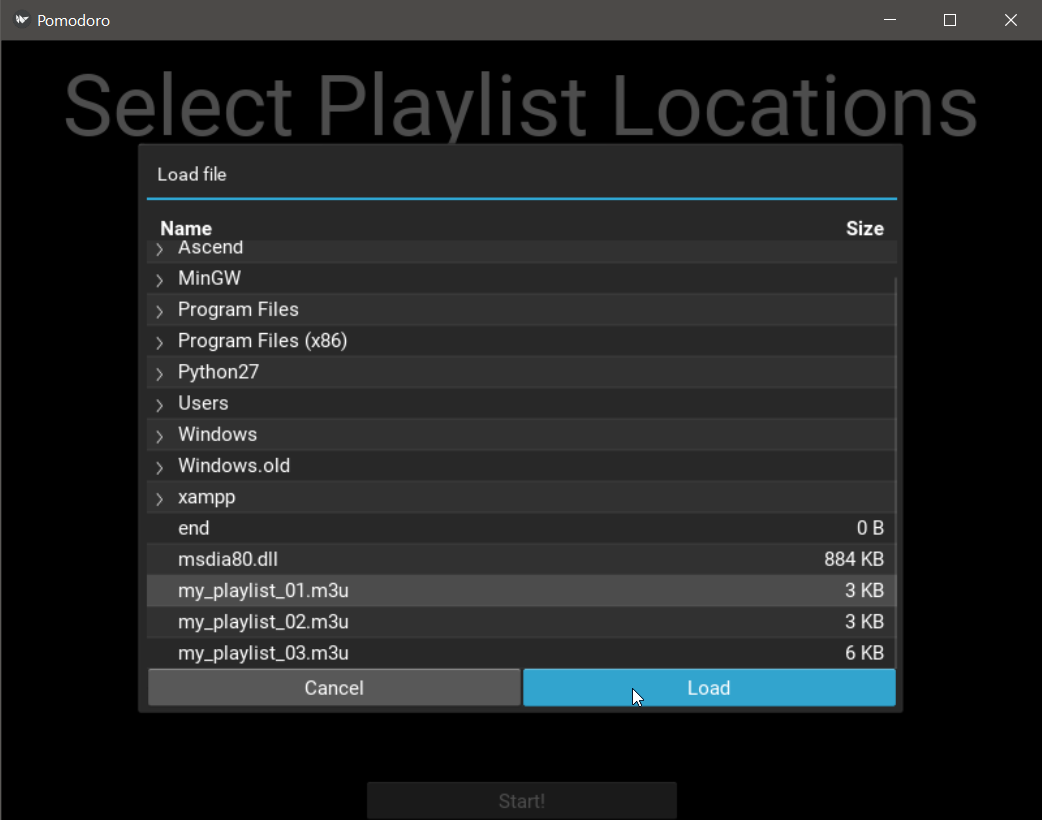 Pomodoro
Select Playlist Locations
Load file
Name Size
Ascend
MinGW
Program Files
Program Files (x86)
Python27
Users
Windows
Windows.old
xampp
end 0 B
msdia80.dll 884 KB
my_playlist_01.m3u 3 KB
my_playlist_02.m3u 3 KB
my_playlist_03.m3u 6 KB
Cancel Load
Start!